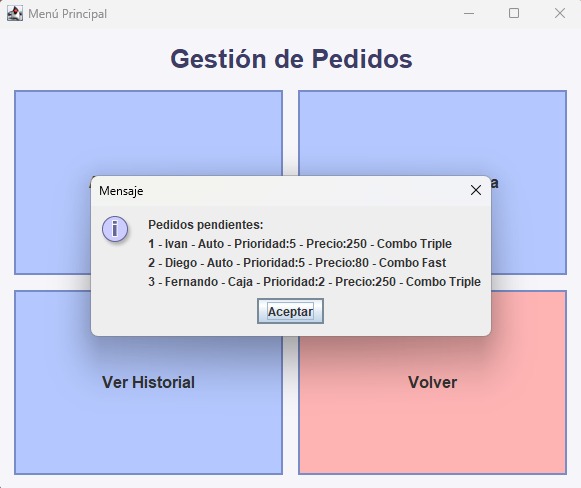 Menú Principal
Gestión de Pedidos
Mensaje
Pedidos pendientes:
1 - Ivan - Auto - Prioridad:5 - Precio:250 - Combo Triple
2 - Diego - Auto - Prioridad:5 - Precio:80 - Combo Fast
3 - Fernando - Caja - Prioridad:2 - Precio:250 - Combo Triple
Aceptar
Ver Historial
Volver